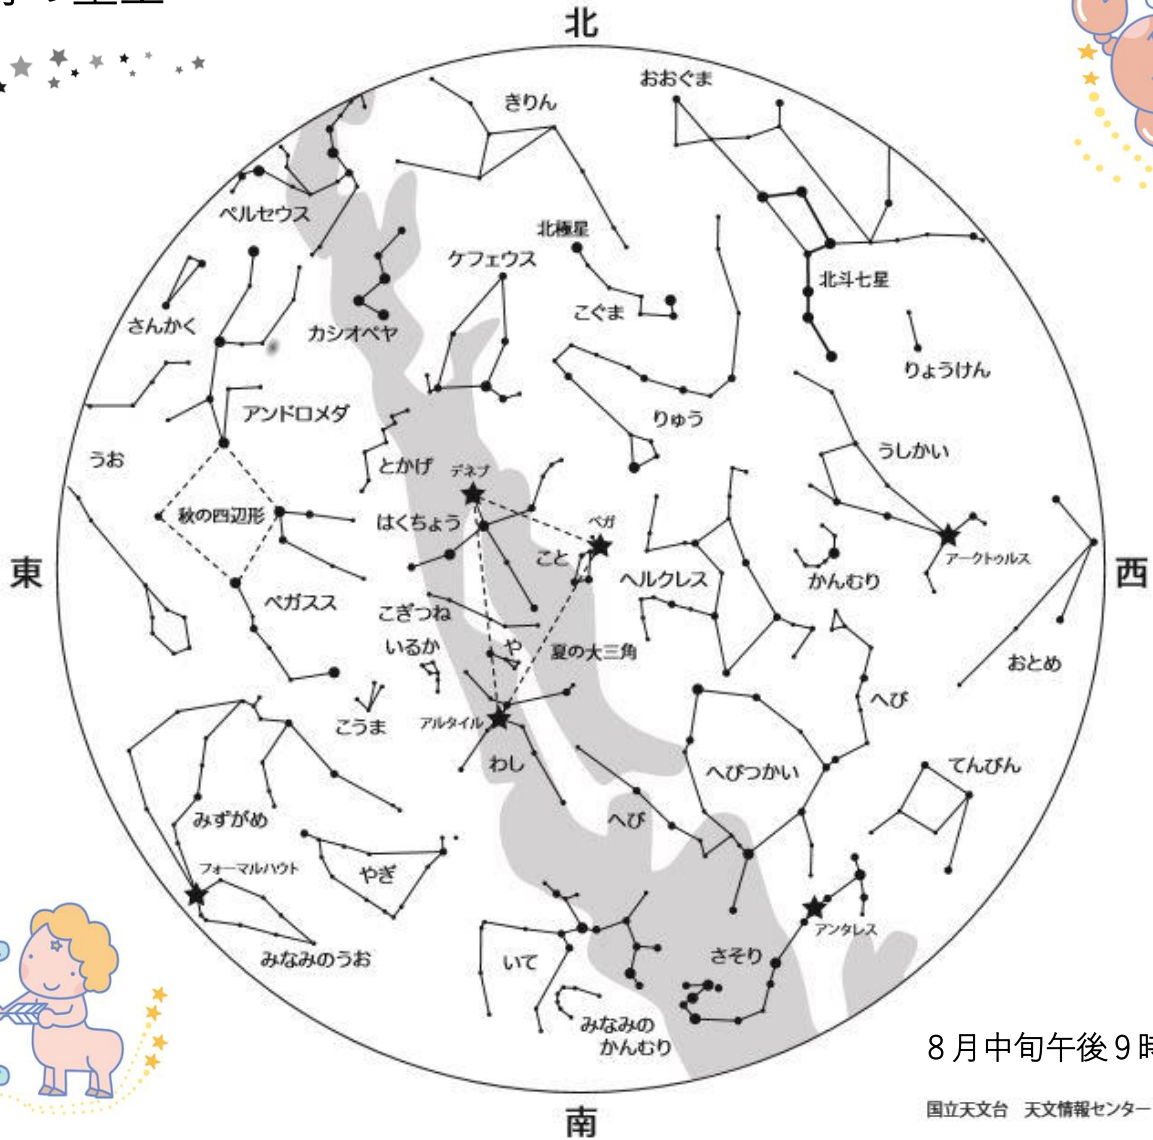 北
おおぐま
きりん
ペルセウス
北極星
ケフェウス
北斗七星
こぐま
さんかく
カシオペヤ
りょうけん
アンドロメダ
りゅう
うしかい
うお
とかげ
デネブ
秋の四辺形
はくちょう
ベガ
こと
アークトゥルス
東
西
ヘルクレス
かんむり
ペガスス
こぎつね
いるか
や
夏の大三角
おとめ
へび
こうま
アルタイル
わし
へびつかい
てんびん
みずがめ
へび
フォーマルハウト
やぎ
アンタレス
みなみのうお
いて
さそり
みなみの
かんむり
8月中旬午後9時
国立天文台　天文情報センター
南